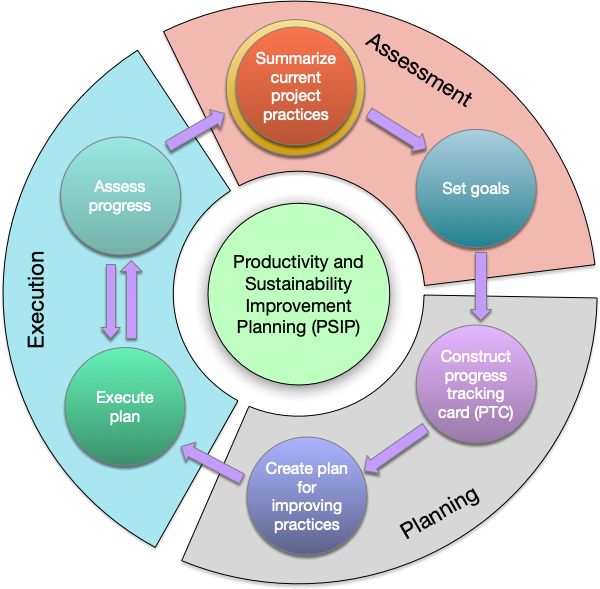 Assessment
Summarize
current
project
practices
Set goals
Productivity and
Sustainability
Improvement
Planning (PSIP)
Construct
progress
tracking
card (PTC)
Planning
Create plan
for
improving
practices
Execution
Execute
plan
Assess
progress